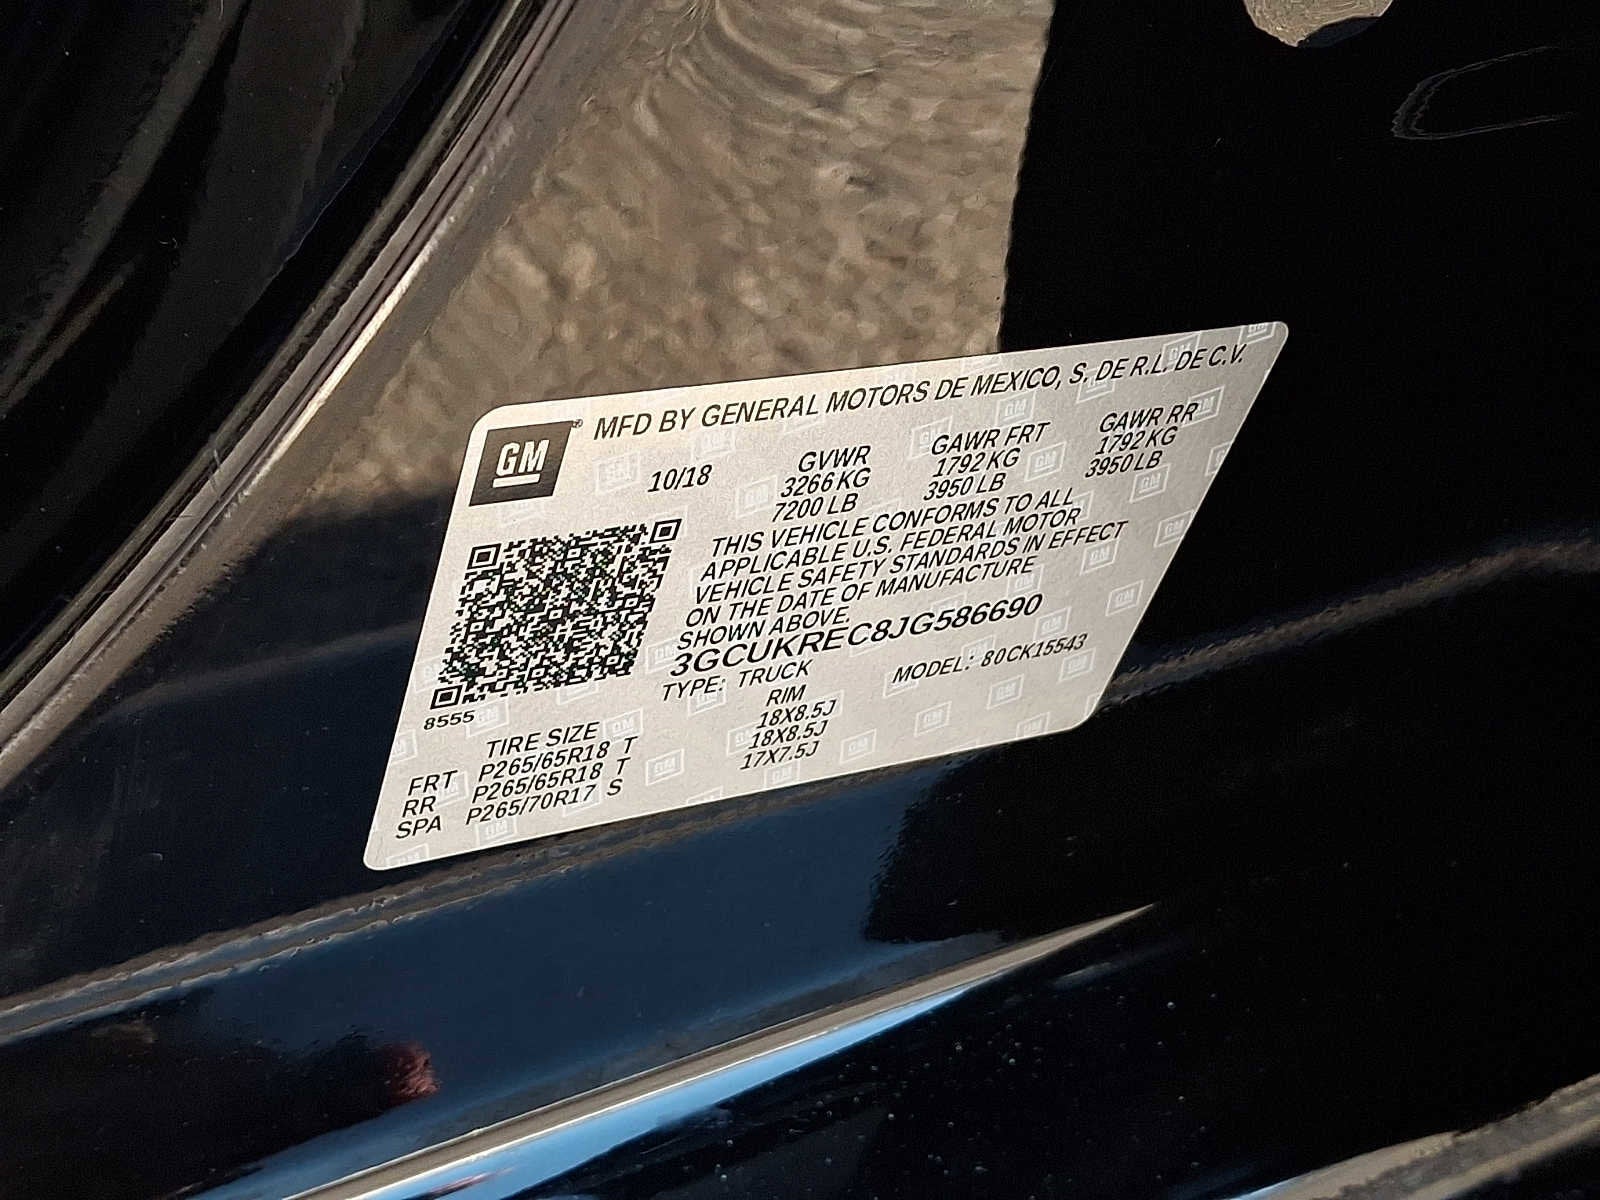 GM® MFD BY GENERAL MOTORS DE MEXICO, S. DE R.L. DE C.V.
10/18
GVWR
3266 KG
7200 LB
GAWR FRT
1792 KG
3950 LB
GAWR RR
1792 KG
3950 LB
THIS VEHICLE CONFORMS TO ALL
APPLICABLE U.S. FEDERAL MOTOR
VEHICLE SAFETY STANDARDS IN EFFECT
ON THE DATE OF MANUFACTURE
SHOWN ABOVE.
3GCUKREC8JG586690
TYPE: TRUCK MODEL: 80CK15543
8555
TIRE SIZE RIM
FRT P265/65R18 T 18X8.5J
RR P265/65R18 T 18X8.5J
SPA P265/70R17 S 17X7.5J